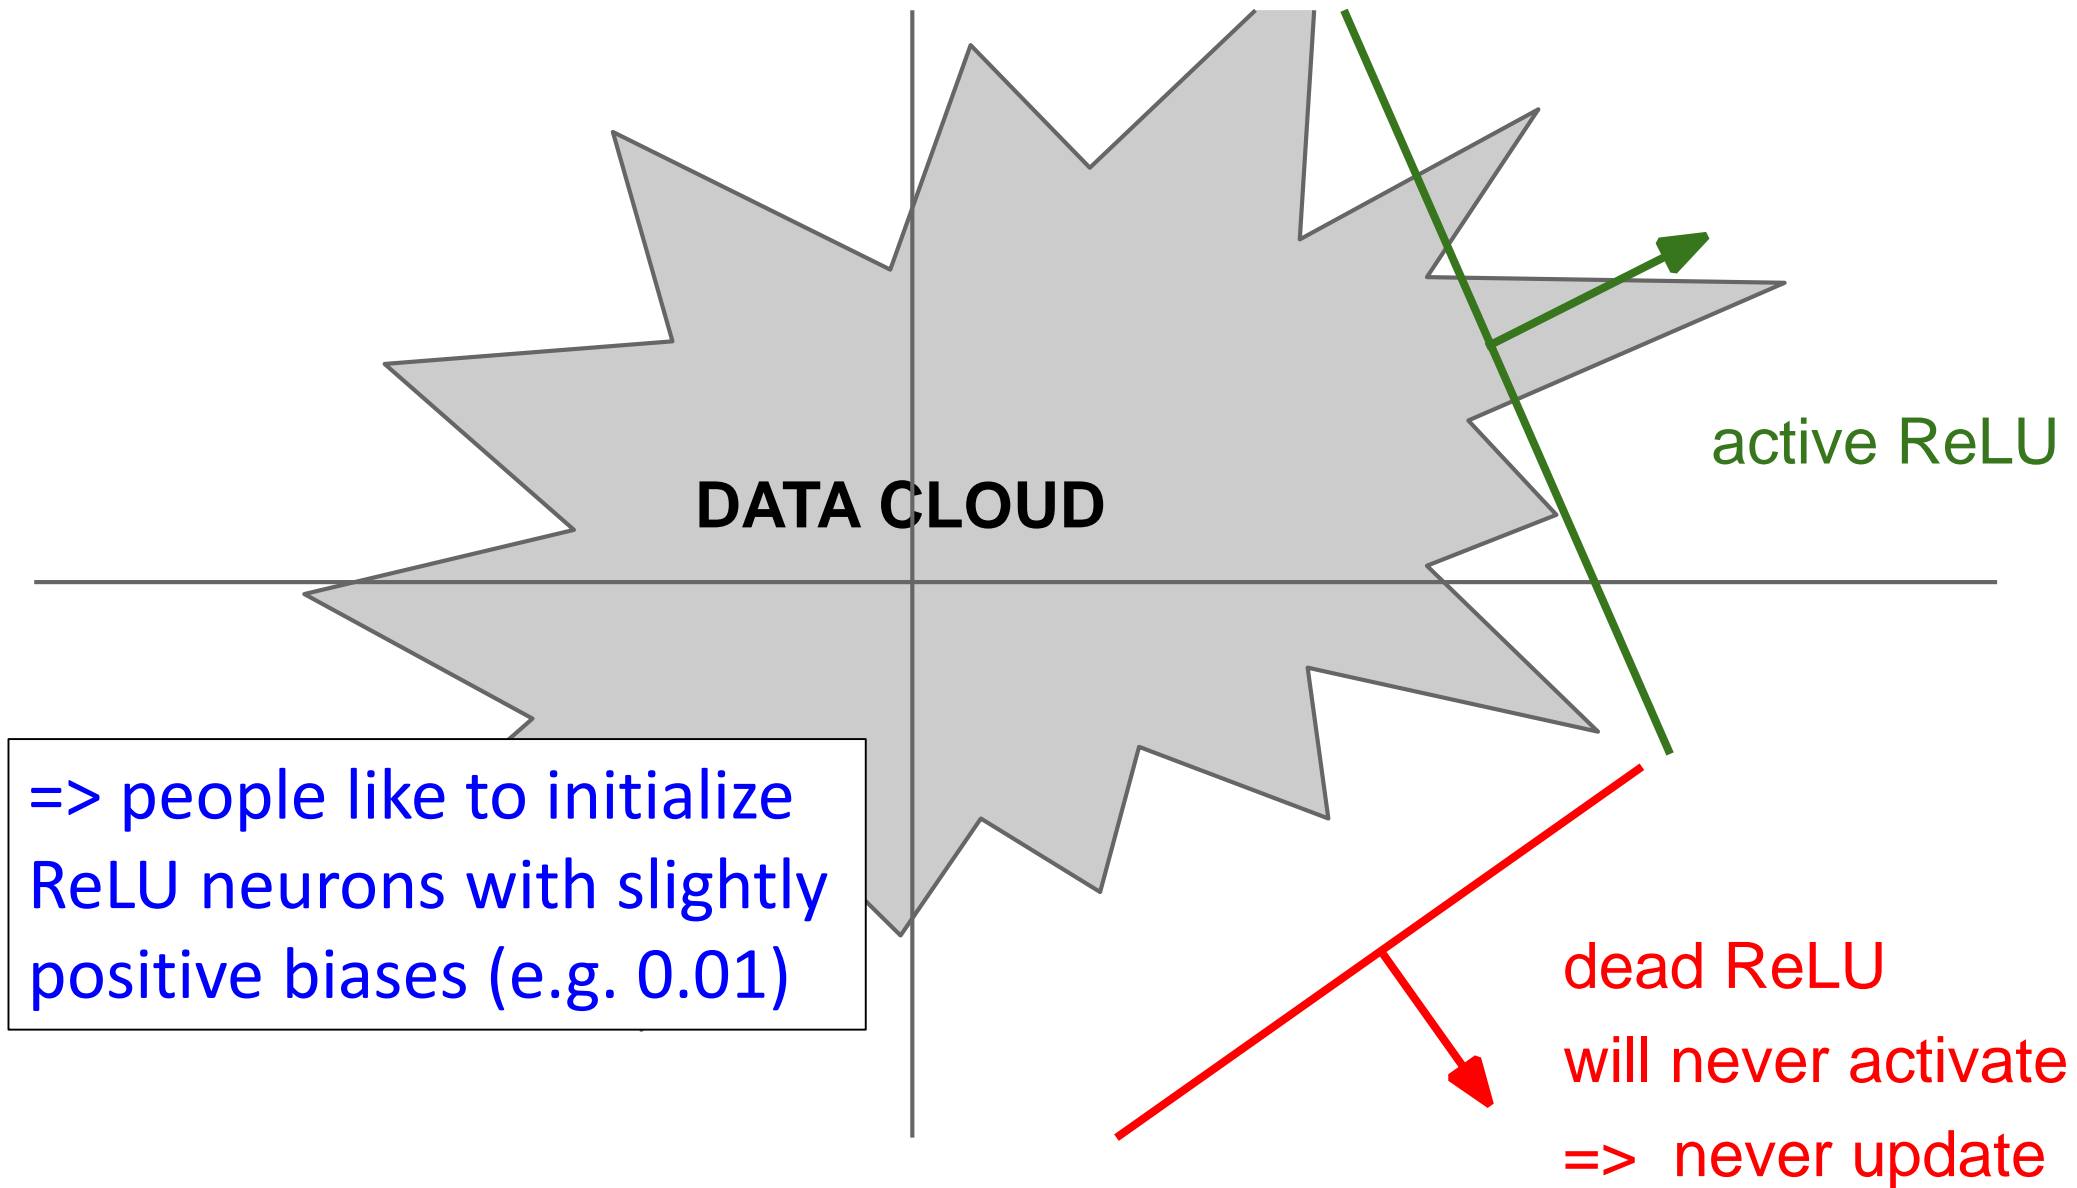 active ReLU
DATA CLOUD
=> people like to initialize
ReLU neurons with slightly
positive biases (e.g. 0.01)
dead ReLU
will never activate
=> never update